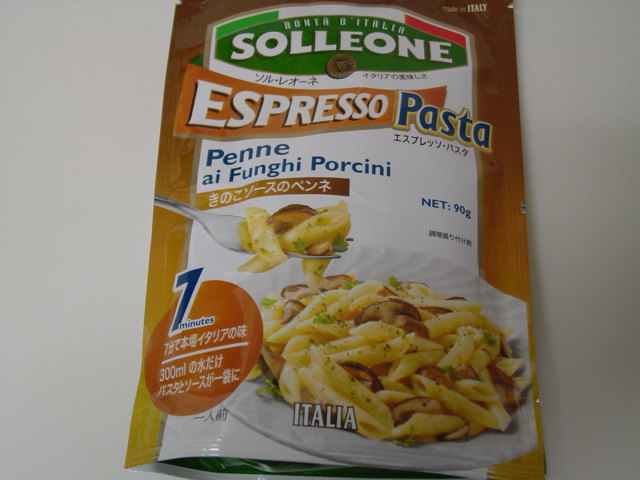 made in ITALY
BONTÀ D'ITALIA
SOLLEONE
ソル・レオーネ
イタリアの美味しさ
ESPRESSO Pasta
エスプレッソ・パスタ
Penne
ai Funghi Porcini
きのこソースのペンネ
NET: 90g
調理盛り付け例
7
minutes
7分で本場イタリアの味
300mlの水だけ
パスタとソースが一袋に
一人前
ITALIA